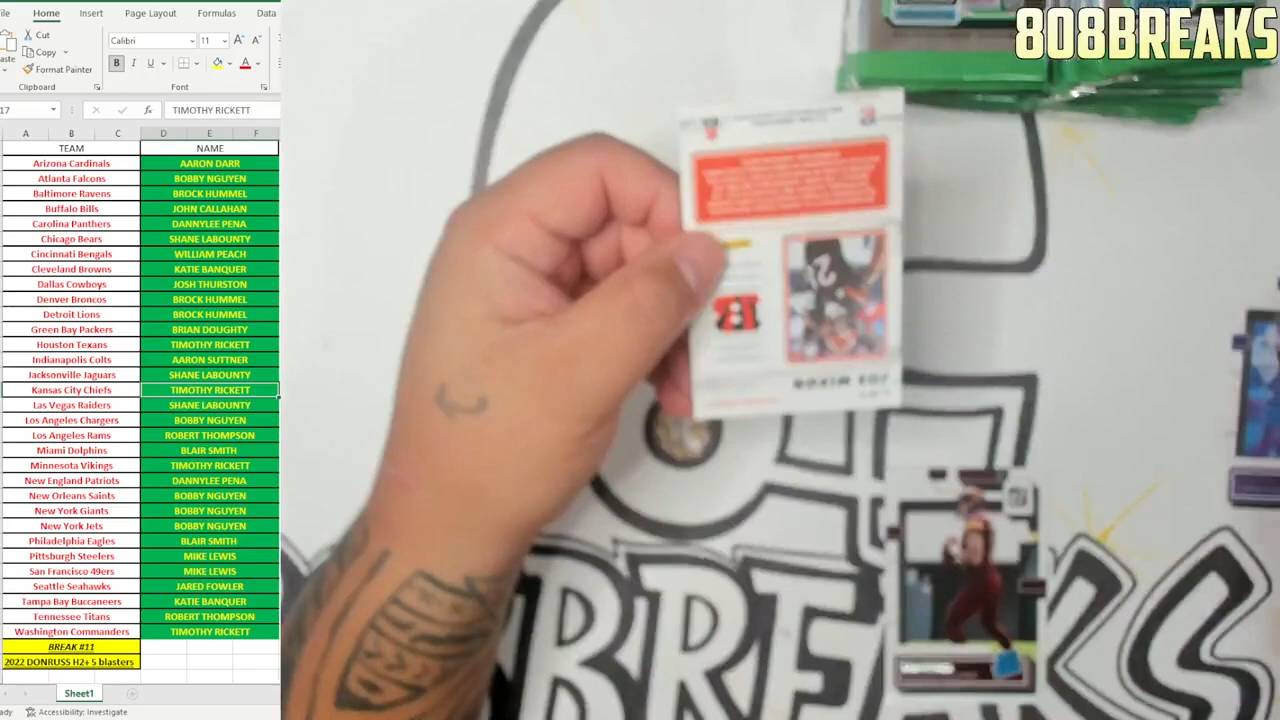 808BREAKS
ile Home Insert Page Layout Formulas Data
Cut
Copy
Format Painter
Clipboard
Calibri 11 A A
B I U A
Font
17 fx TIMOTHY RICKETT
A B C D E F
TEAM NAME
Arizona Cardinals AARON DARR
Atlanta Falcons BOBBY NGUYEN
Baltimore Ravens BROCK HUMMEL
Buffalo Bills JOHN CALLAHAN
Carolina Panthers DANNYLEE PENA
Chicago Bears SHANE LABOUNTY
Cincinnati Bengals WILLIAM PEACH
Cleveland Browns KATIE BANQUER
Dallas Cowboys JOSH THURSTON
Denver Broncos BROCK HUMMEL
Detroit Lions BROCK HUMMEL
Green Bay Packers BRIAN DOUGHTY
Houston Texans TIMOTHY RICKETT
Indianapolis Colts AARON SUTTNER
Jacksonville Jaguars SHANE LABOUNTY
Kansas City Chiefs TIMOTHY RICKETT
Las Vegas Raiders SHANE LABOUNTY
Los Angeles Chargers BOBBY NGUYEN
Los Angeles Rams ROBERT THOMPSON
Miami Dolphins BLAIR SMITH
Minnesota Vikings TIMOTHY RICKETT
New England Patriots DANNYLEE PENA
New Orleans Saints BOBBY NGUYEN
New York Giants BOBBY NGUYEN
New York Jets BOBBY NGUYEN
Philadelphia Eagles BLAIR SMITH
Pittsburgh Steelers MIKE LEWIS
San Francisco 49ers MIKE LEWIS
Seattle Seahawks JARED FOWLER
Tampa Bay Buccaneers KATIE BANQUER
Tennessee Titans ROBERT THOMPSON
Washington Commanders TIMOTHY RICKETT
BREAK #11
2022 DONRUSS H2+ 5 blasters
Sheet1
ady Accessibility: Investigate
JOE MIXON
B
BREAKS